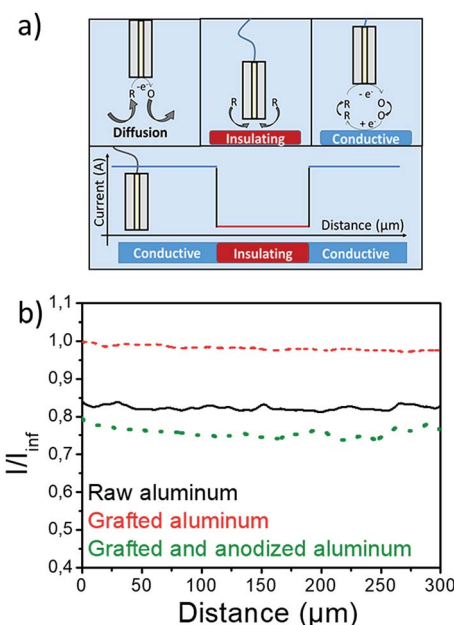 a)
-e⁻
R O
Diffusion
R R
Insulating
- e⁻
R O
R O
+ e⁻
Conductive
Current (A)
Distance (µm)
Conductive Insulating Conductive
b)
1,1
1,0
0,9
0,8
0,7
0,6
0,5
0,4
I/Iinf
Raw aluminum
Grafted aluminum
Grafted and anodized aluminum
0 50 100 150 200 250 300
Distance (µm)